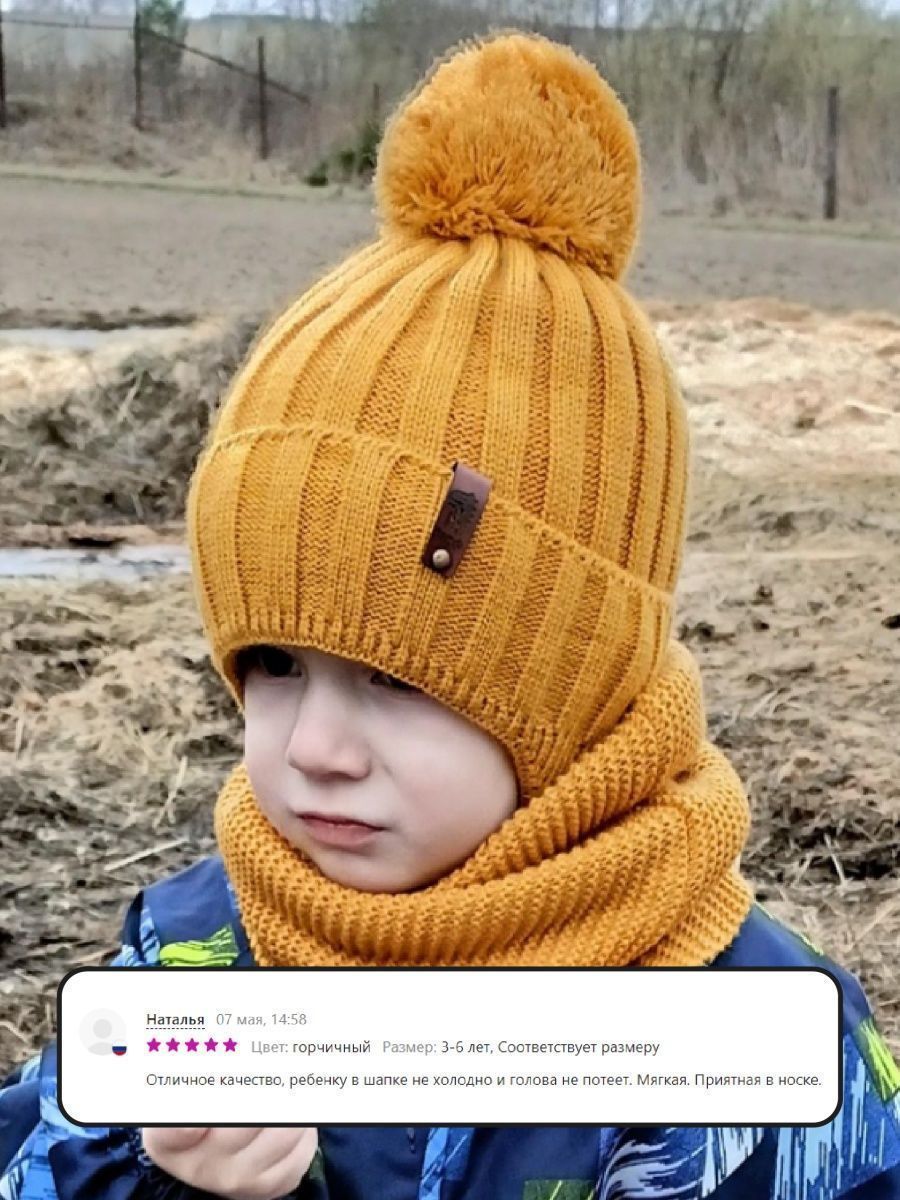 Наталья 07 мая, 14:58
Цвет: горчичный Размер: 3-6 лет, Соответствует размеру
Отличное качество, ребенку в шапке не холодно и голова не потеет. Мягкая. Приятная в носке.